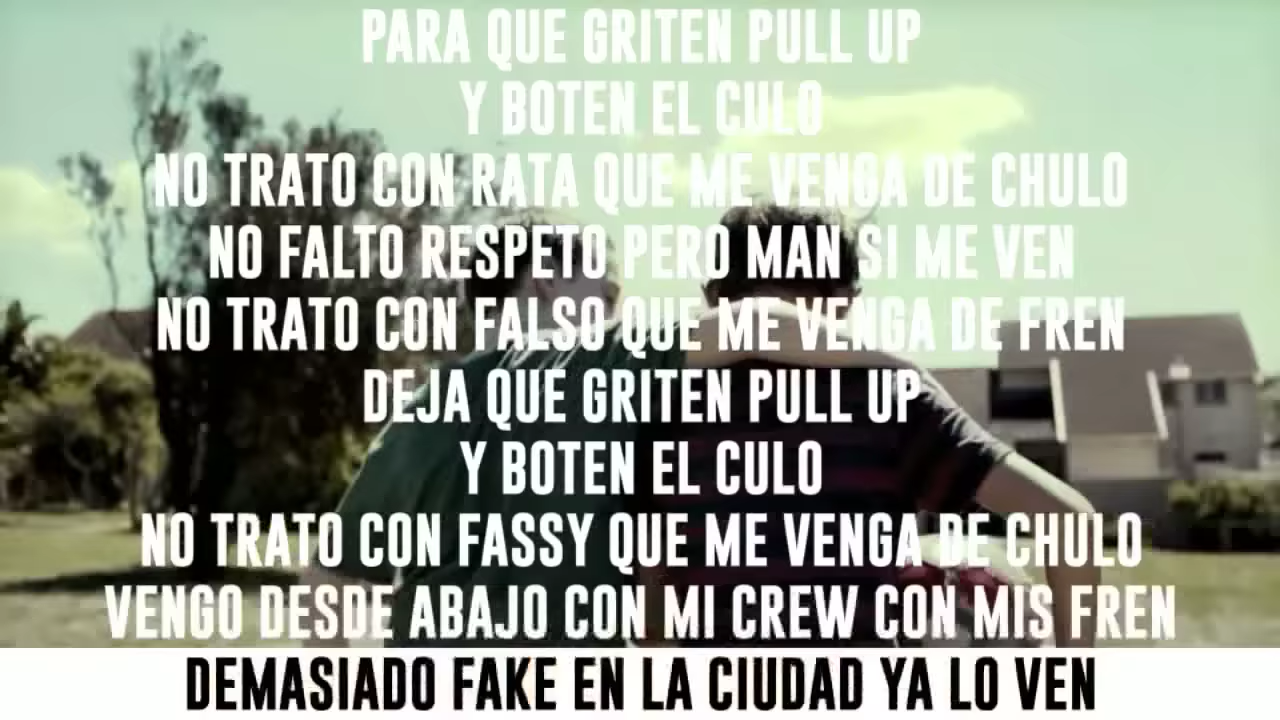 PARA QUE GRITEN PULL UP
Y BOTEN EL CULO
NO TRATO CON RATA QUE ME VENGA DE CHULO
NO FALTO RESPETO PERO MAN SI ME VEN
NO TRATO CON FALSO QUE ME VENGA DE FREN
DEJA QUE GRITEN PULL UP
Y BOTEN EL CULO
NO TRATO CON FASSY QUE ME VENGA DE CHULO
VENGO DESDE ABAJO CON MI CREW CON MIS FREN
DEMASIADO FAKE EN LA CIUDAD YA LO VEN